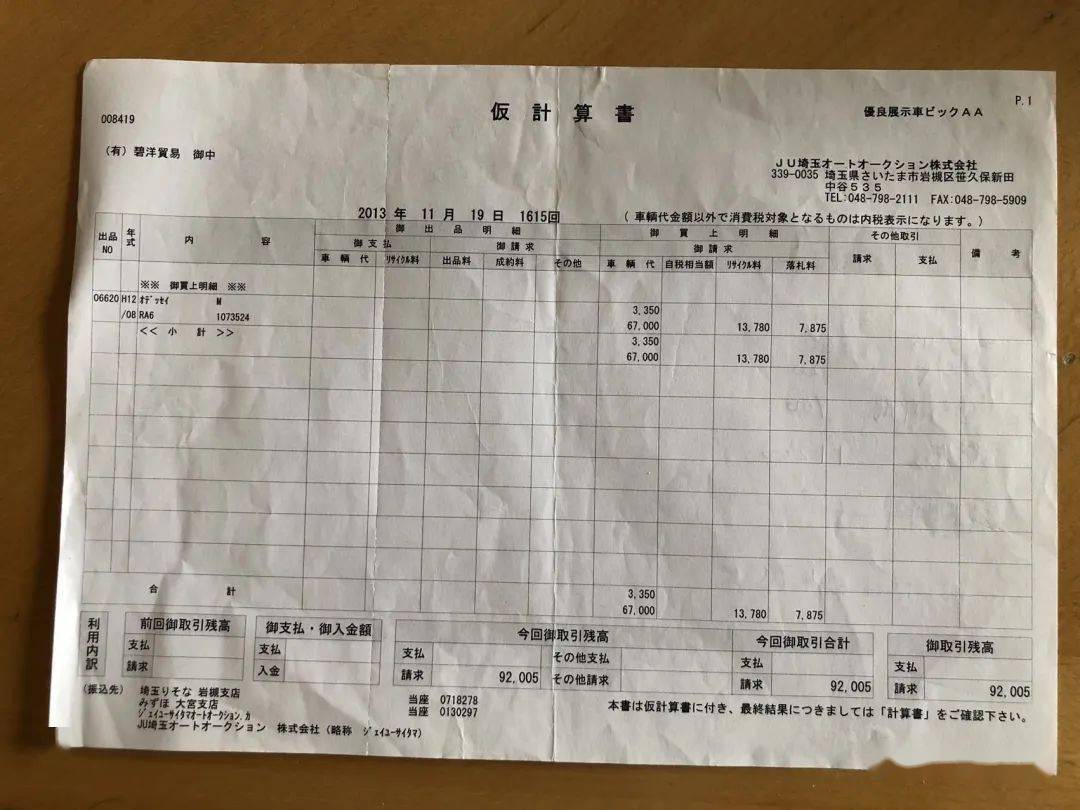 P.1
008419
仮計算書
優良展示車ビックAA
(有) 碧洋貿易 御中
JU埼玉オートオークション株式会社
339-0035 埼玉県さいたま市岩槻区笹久保新田
中谷535
TEL:048-798-2111 FAX:048-798-5909
2013 年 11 月 19 日 1615回
(車輌代金額以外で消費税対象となるものは内税表示になります。)
出品NO 年式 内容 御出品明細 御買上明細 その他取引 備考
御支払 御請求 御請求 請求 支払
車輌代 リサイクル料 出品料 成約料 その他 車輌代 自税相当額 リサイクル料 落札料
※※ 御買上明細 ※※
06620 H12 オデッセイ M 3,350
/08 RA6 1073524 67,000 13,780 7,875
<< 小計 >> 3,350
67,000 13,780 7,875
合計 3,350
67,000 13,780 7,875
利用内訳
前回御取引残高
支払
請求
御支払・御入金額
支払
入金
今回御取引残高
支払 その他支払
請求 92,005 その他請求
今回御取引合計
支払
請求 92,005
御取引残高
支払
請求 92,005
(振込先) 埼玉りそな 岩槻支店 当座 0718278
みずほ 大宮支店 当座 0130297
ジェイユーサイタマオートオークション.カ
JU埼玉オートオークション 株式会社 (略称 ジェイユーサイタマ)
本書は仮計算書に付き、最終結果につきましては「計算書」をご確認下さい。